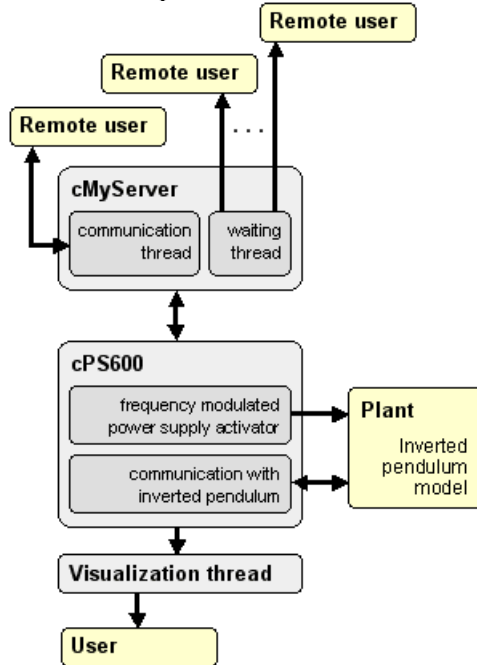 Remote user
Remote user
Remote user
. . .
cMyServer
communication
thread
waiting
thread
cPS600
frequency modulated
power supply activator
communication with
inverted pendulum
Plant
Inverted
pendulum
model
Visualization thread
User